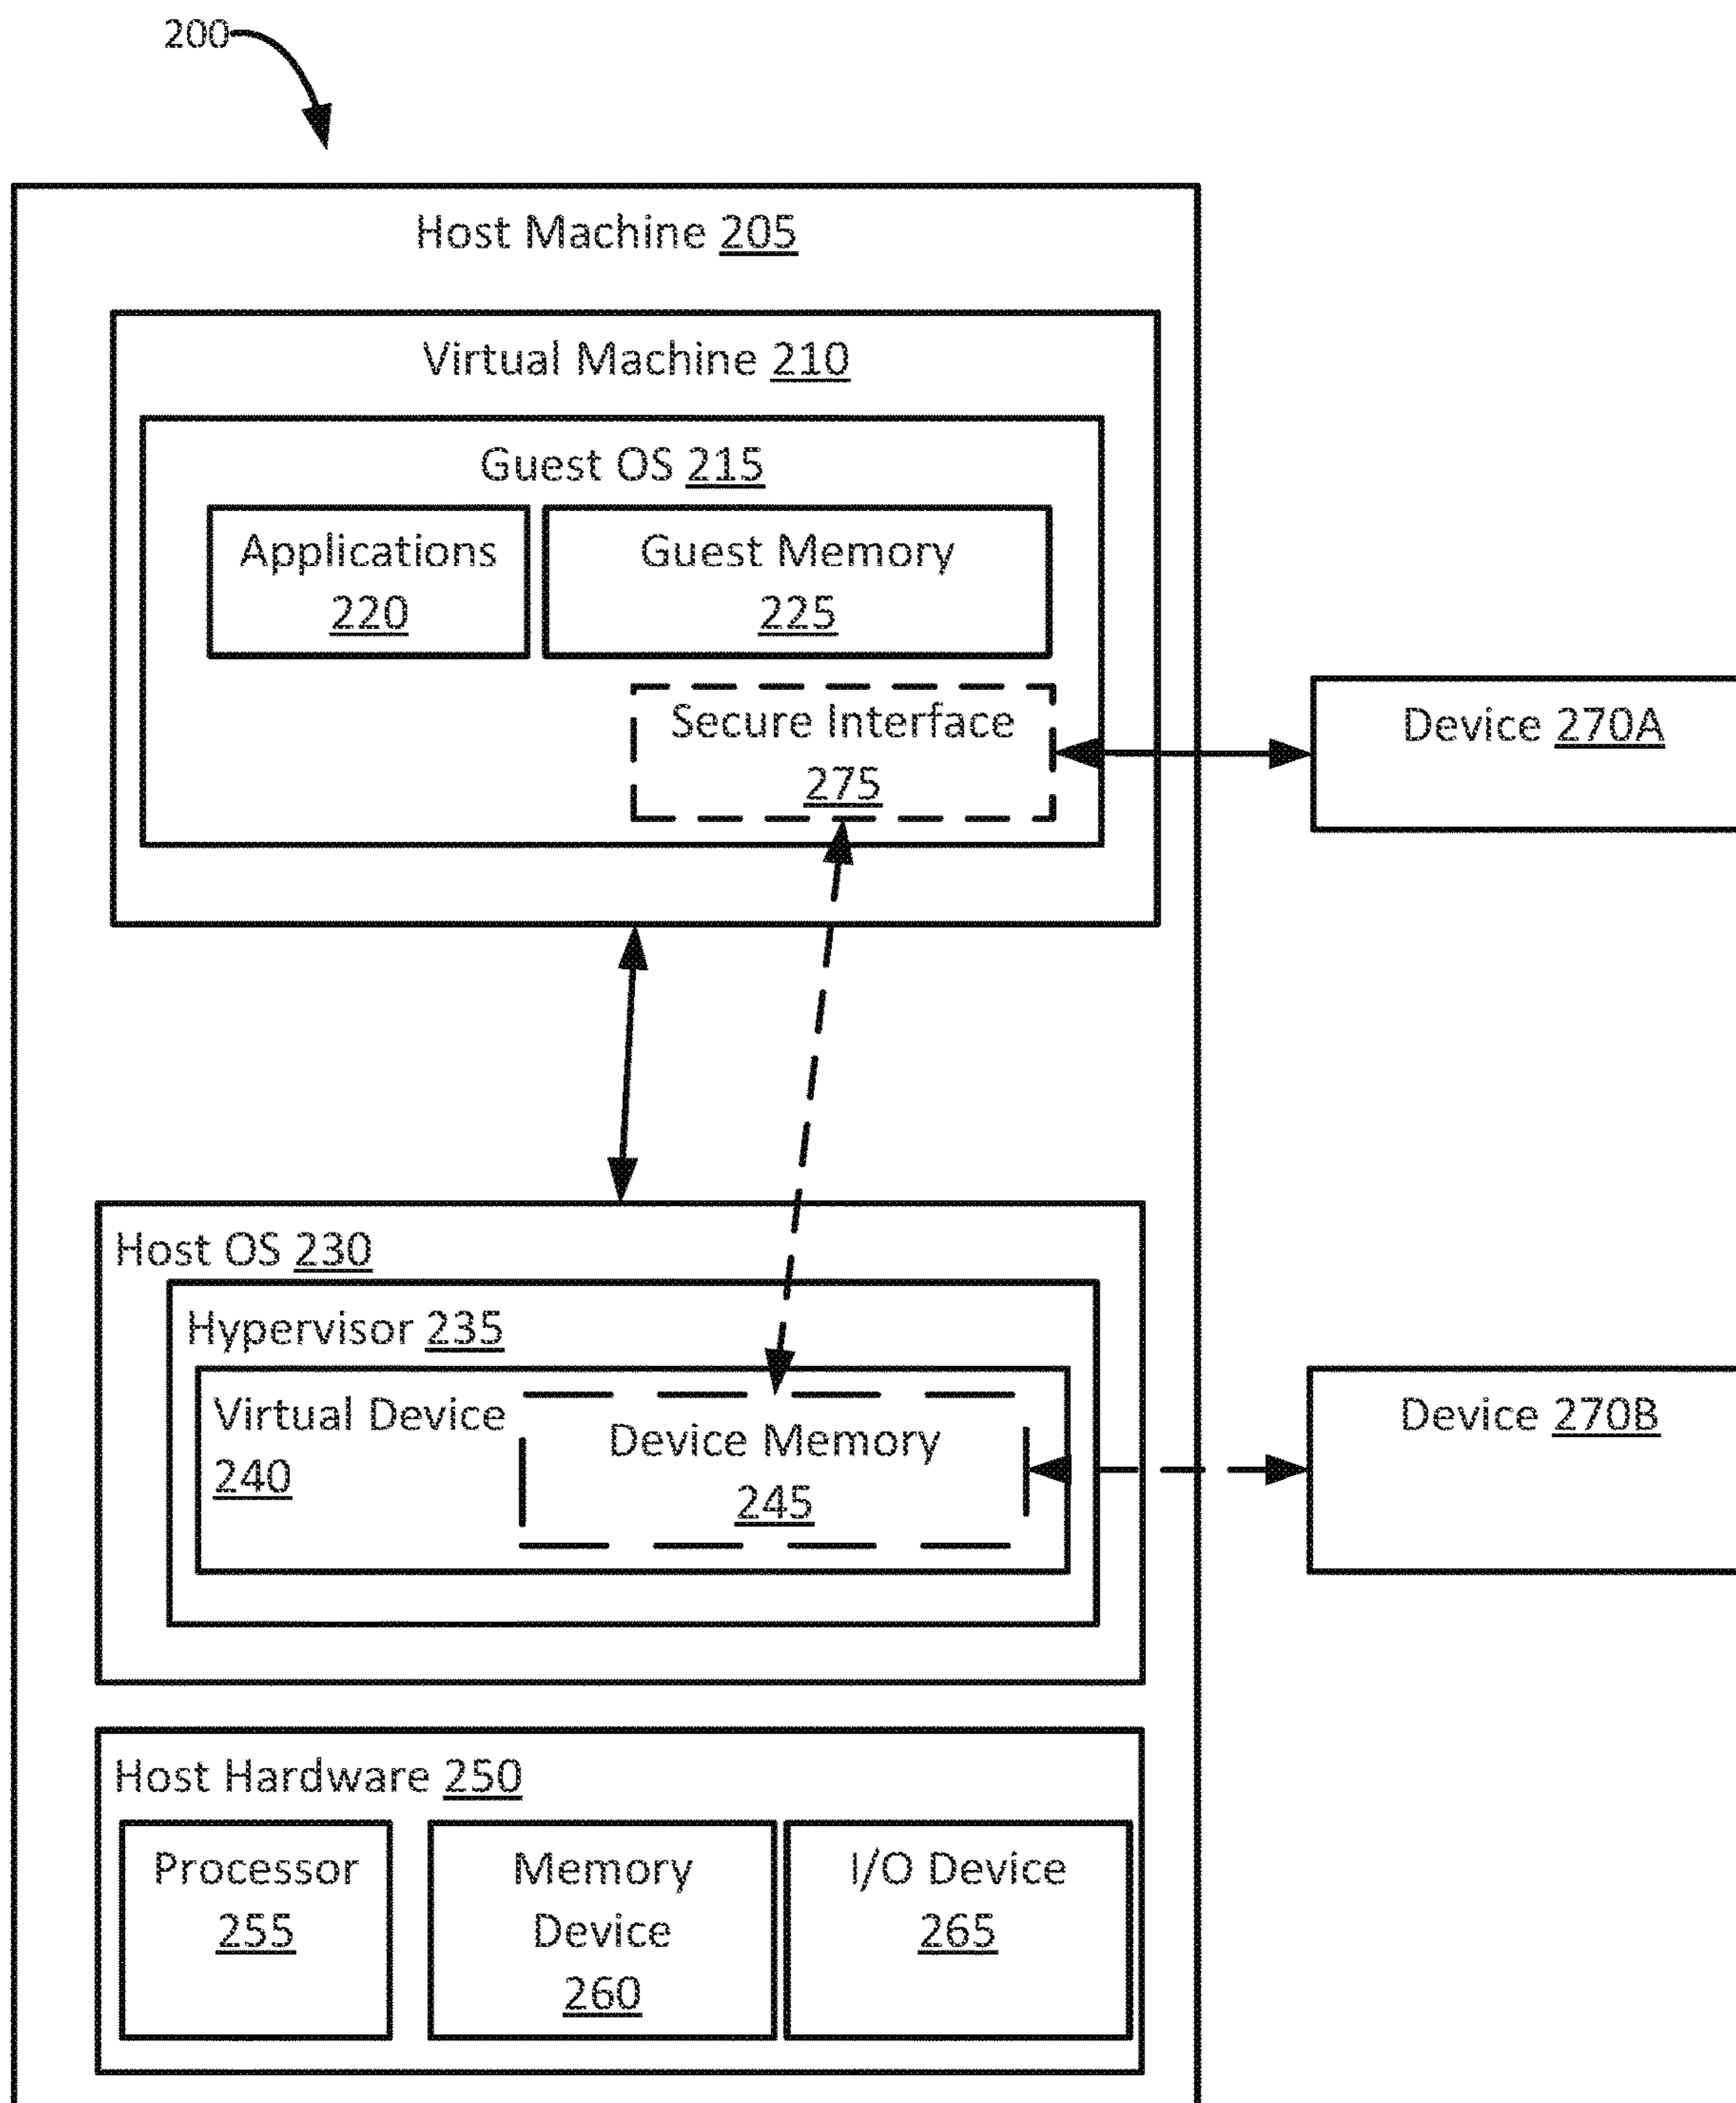 200
Host Machine 205
Virtual Machine 210
Guest OS 215
Applications
220
Guest Memory
225
Secure Interface
275
Device 270A
Host OS 230
Hypervisor 235
Virtual Device
240
Device Memory
245
Device 270B
Host Hardware 250
Processor
255
Memory
Device
260
I/O Device
265